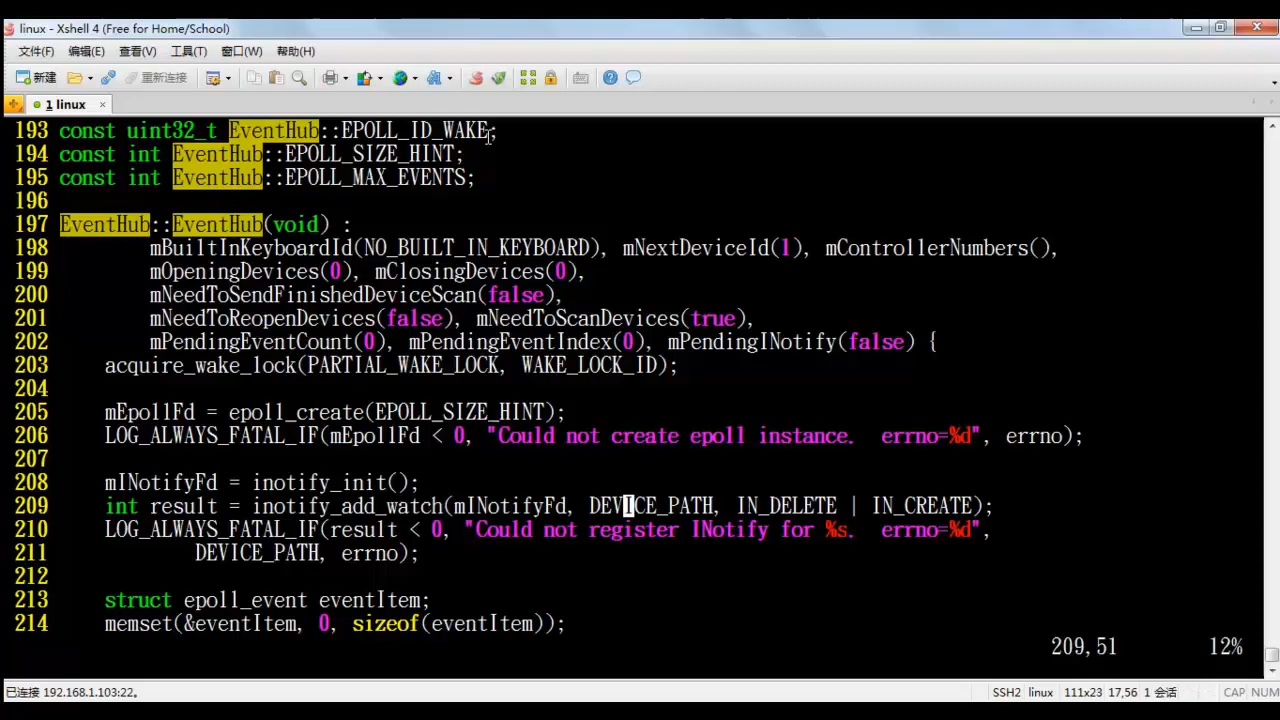 linux - Xshell 4 (Free for Home/School)
文件(F) 编辑(E) 查看(V) 工具(T) 窗口(W) 帮助(H)
新建 重新连接
1 linux
193 const uint32_t EventHub::EPOLL_ID_WAKE;
194 const int EventHub::EPOLL_SIZE_HINT;
195 const int EventHub::EPOLL_MAX_EVENTS;
196
197 EventHub::EventHub(void) :
198 mBuiltInKeyboardId(NO_BUILT_IN_KEYBOARD), mNextDeviceId(1), mControllerNumbers(),
199 mOpeningDevices(0), mClosingDevices(0),
200 mNeedToSendFinishedDeviceScan(false),
201 mNeedToReopenDevices(false), mNeedToScanDevices(true),
202 mPendingEventCount(0), mPendingEventIndex(0), mPendingINotify(false) {
203 acquire_wake_lock(PARTIAL_WAKE_LOCK, WAKE_LOCK_ID);
204
205 mEpollFd = epoll_create(EPOLL_SIZE_HINT);
206 LOG_ALWAYS_FATAL_IF(mEpollFd < 0, "Could not create epoll instance.  errno=%d", errno);
207
208 mINotifyFd = inotify_init();
209 int result = inotify_add_watch(mINotifyFd, DEVICE_PATH, IN_DELETE | IN_CREATE);
210 LOG_ALWAYS_FATAL_IF(result < 0, "Could not register INotify for %s.  errno=%d",
211 DEVICE_PATH, errno);
212
213 struct epoll_event eventItem;
214 memset(&eventItem, 0, sizeof(eventItem));
209,51 12%
已连接 192.168.1.103:22。 SSH2 linux 111x23 17,56 1 会话 CAP NUM